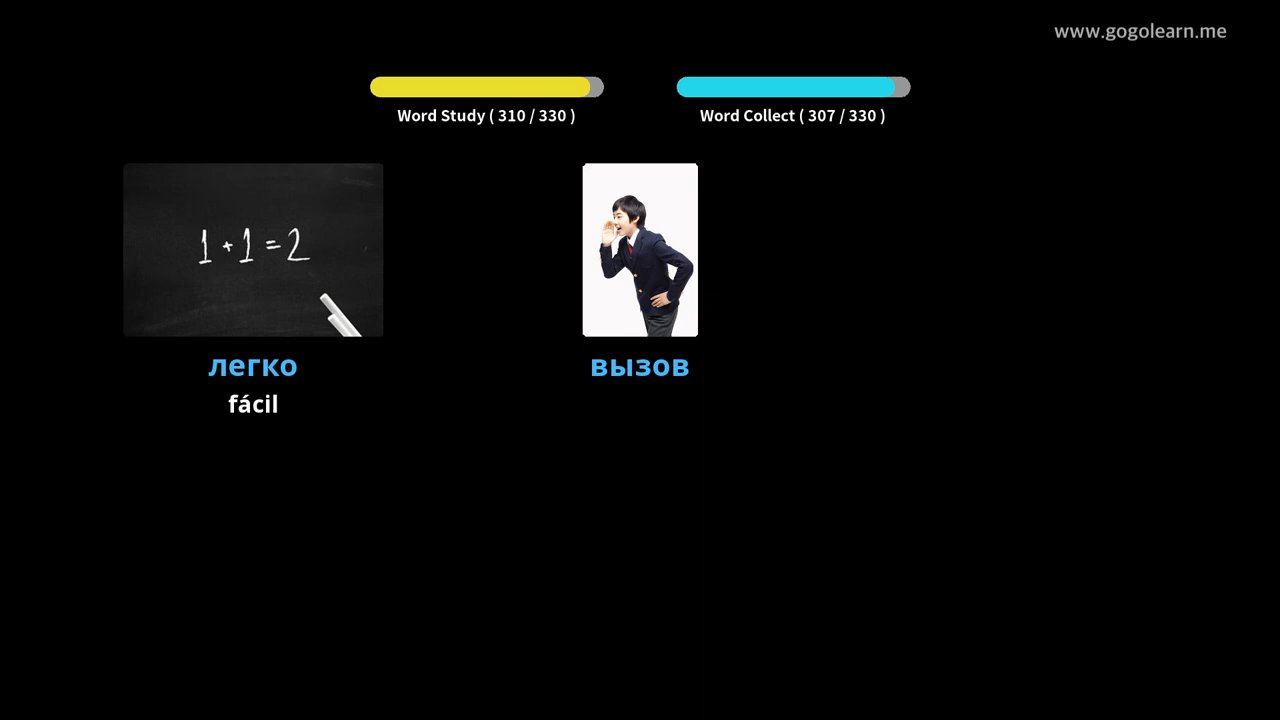 www.gogolearn.me
Word Study ( 310 / 330 )
Word Collect ( 307 / 330 )
1 + 1 = 2
легко
вызов
fácil